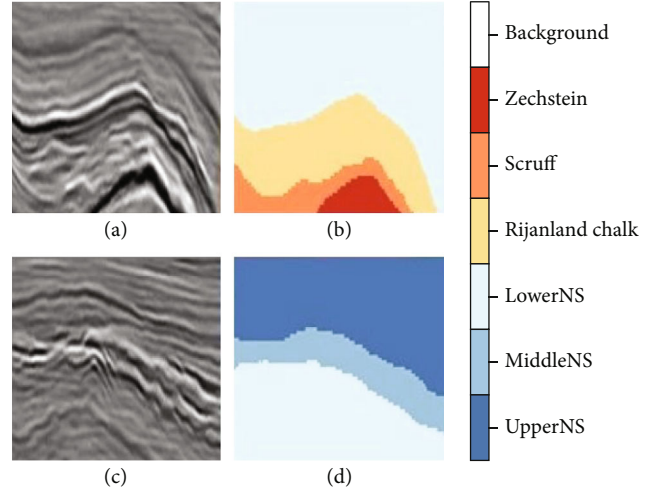 (a)
(b)
(c)
(d)
Background
Zechstein
Scruff
Rijanland chalk
LowerNS
MiddleNS
UpperNS